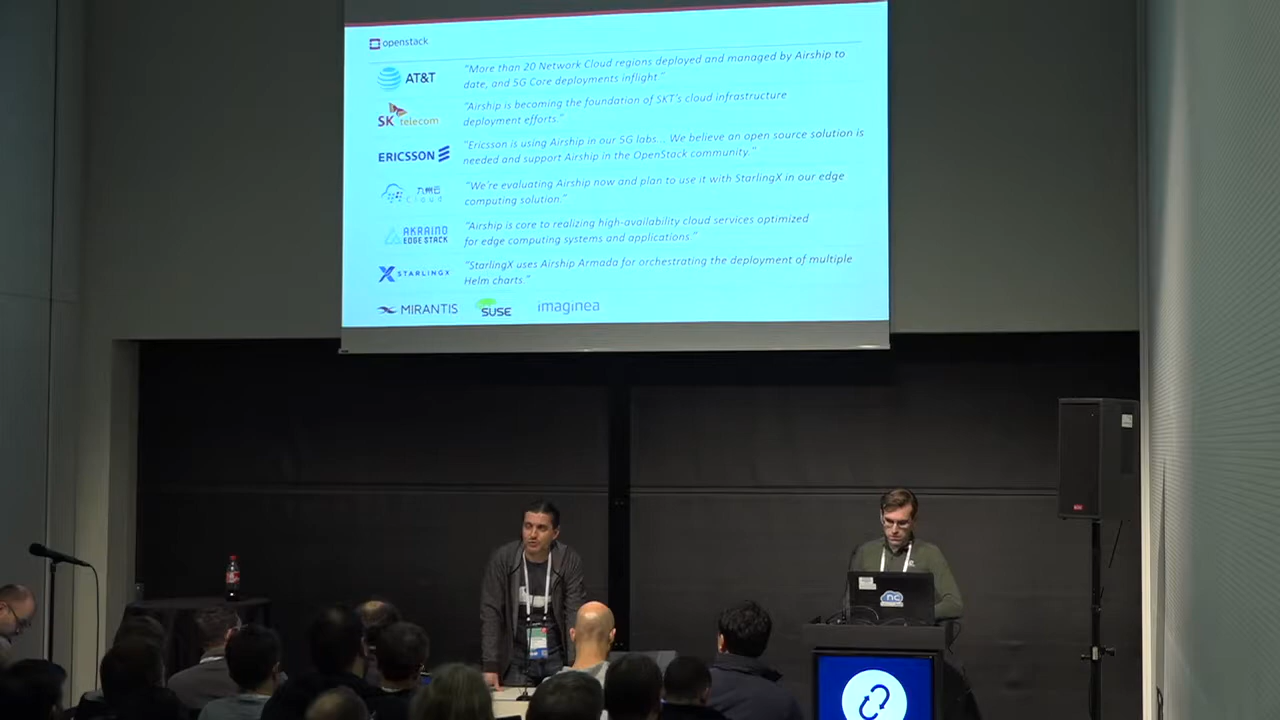 openstack
AT&T
"More than 20 Network Cloud regions deployed and managed by Airship to
date, and 5G Core deployments inflight."
SK telecom
"Airship is becoming the foundation of SKT's cloud infrastructure
deployment efforts."
ERICSSON
"Ericsson is using Airship in our 5G labs... We believe an open source solution is
needed and support Airship in the OpenStack community."
九州云
Cloud
"We're evaluating Airship now and plan to use it with StarlingX in our edge
computing solution."
AKRAINO
EDGE STACK
"Airship is core to realizing high-availability cloud services optimized
for edge computing systems and applications."
STARLINGX
"StarlingX uses Airship Armada for orchestrating the deployment of multiple
Helm charts."
MIRANTIS SUSE imaginea
nc